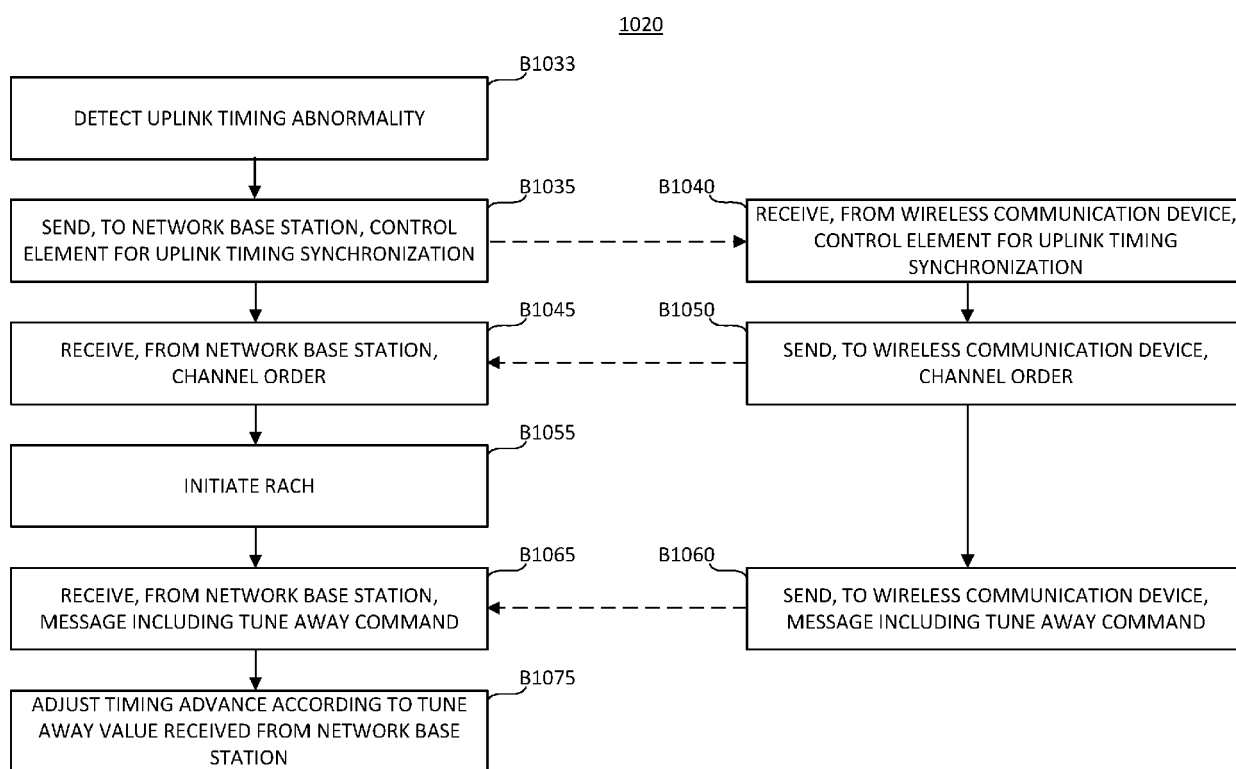 1020
B1033
DETECT UPLINK TIMING ABNORMALITY
B1035
SEND, TO NETWORK BASE STATION, CONTROL
ELEMENT FOR UPLINK TIMING SYNCHRONIZATION
B1040
RECEIVE, FROM WIRELESS COMMUNICATION DEVICE,
CONTROL ELEMENT FOR UPLINK TIMING
SYNCHRONIZATION
B1045
RECEIVE, FROM NETWORK BASE STATION,
CHANNEL ORDER
B1050
SEND, TO WIRELESS COMMUNICATION DEVICE,
CHANNEL ORDER
B1055
INITIATE RACH
B1065
RECEIVE, FROM NETWORK BASE STATION,
MESSAGE INCLUDING TUNE AWAY COMMAND
B1060
SEND, TO WIRELESS COMMUNICATION DEVICE,
MESSAGE INCLUDING TUNE AWAY COMMAND
B1075
ADJUST TIMING ADVANCE ACCORDING TO TUNE
AWAY VALUE RECEIVED FROM NETWORK BASE
STATION